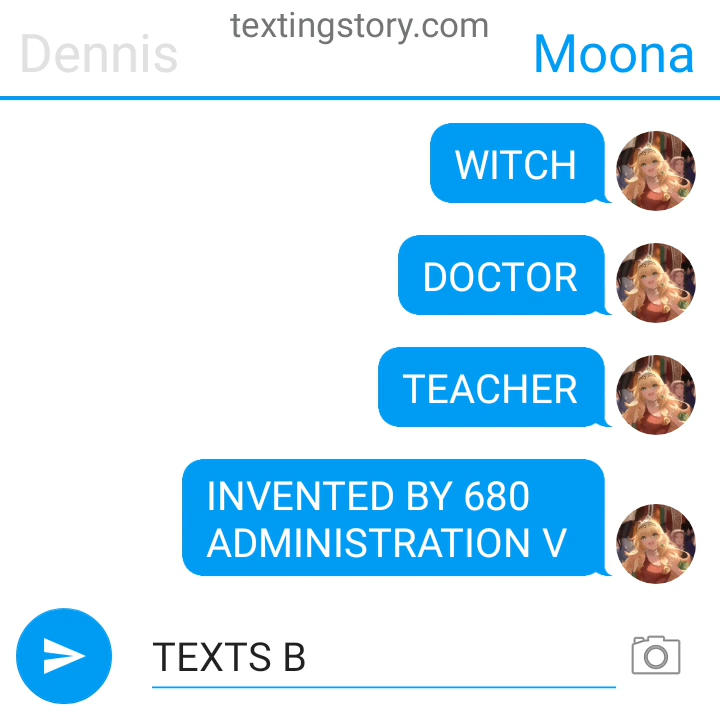 textingstory.com
Dennis
Moona
WITCH
DOCTOR
TEACHER
INVENTED BY 680
ADMINISTRATION V
TEXTS B